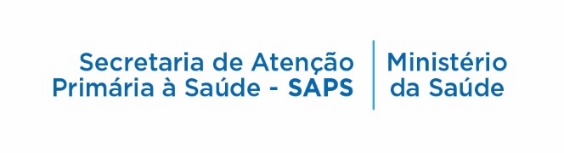 Secretaria de Atenção
Primária à Saúde - SAPS
Ministério
da Saúde